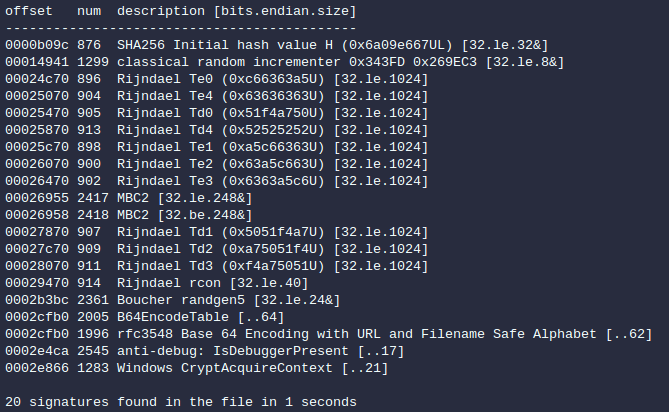 offset   num  description [bits.endian.size]
--------------------------------------------
0000b09c 876  SHA256 Initial hash value H (0x6a09e667UL) [32.le.32&]
00014941 1299 classical random incrementer 0x343FD 0x269EC3 [32.le.8&]
00024c70 896  Rijndael Te0 (0xc66363a5U) [32.le.1024]
00025070 904  Rijndael Te4 (0x63636363U) [32.le.1024]
00025470 905  Rijndael Td0 (0x51f4a750U) [32.le.1024]
00025870 913  Rijndael Td4 (0x52525252U) [32.le.1024]
00025c70 898  Rijndael Te1 (0xa5c66363U) [32.le.1024]
00026070 900  Rijndael Te2 (0x63a5c663U) [32.le.1024]
00026470 902  Rijndael Te3 (0x6363a5c6U) [32.le.1024]
00026955 2417 MBC2 [32.le.248&]
00026958 2418 MBC2 [32.be.248&]
00027870 907  Rijndael Td1 (0x5051f4a7U) [32.le.1024]
00027c70 909  Rijndael Td2 (0xa75051f4U) [32.le.1024]
00028070 911  Rijndael Td3 (0xf4a75051U) [32.le.1024]
00029470 914  Rijndael rcon [32.le.40]
0002b3bc 2361 Boucher randgen5 [32.le.24&]
0002cfb0 2005 B64EncodeTable [..64]
0002cfb0 1996 rfc3548 Base 64 Encoding with URL and Filename Safe Alphabet [..62]
0002e4ca 2545 anti-debug: IsDebuggerPresent [..17]
0002e866 1283 Windows CryptAcquireContext [..21]

20 signatures found in the file in 1 seconds